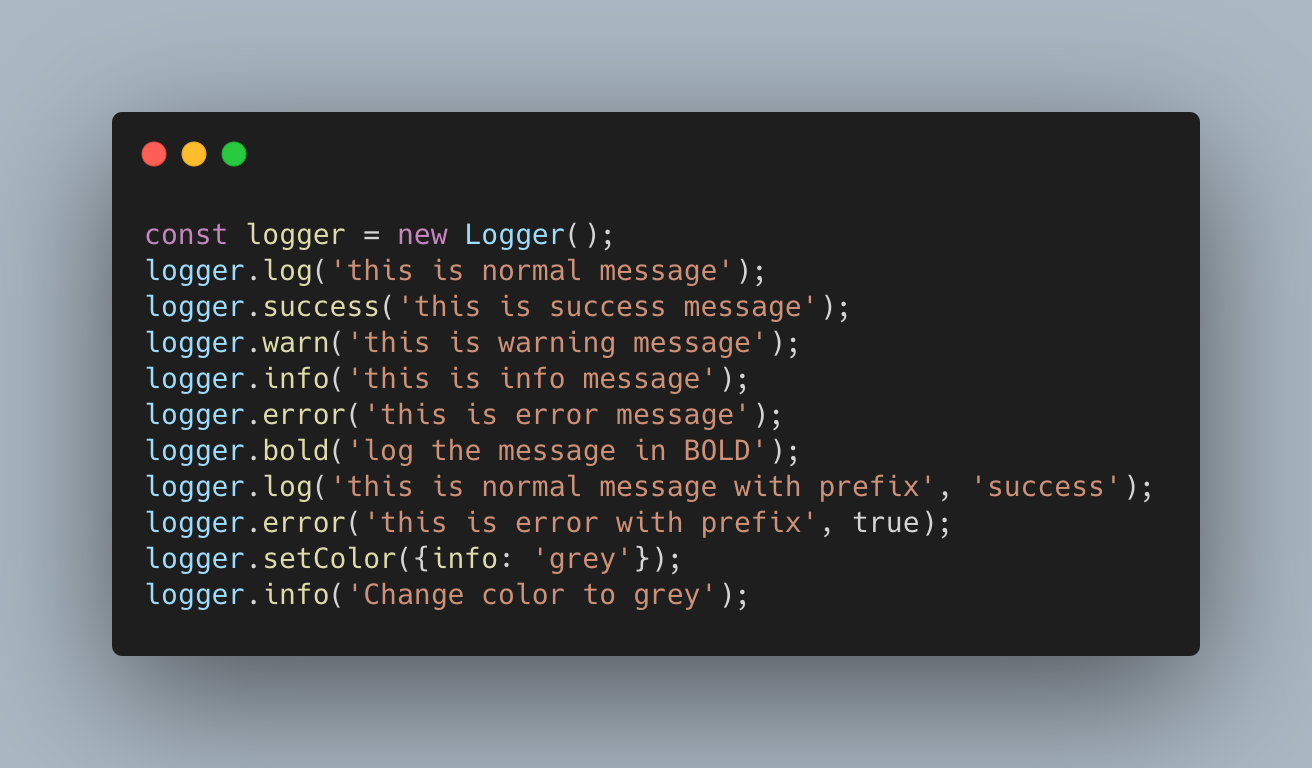 const logger = new Logger();
logger.log('this is normal message');
logger.success('this is success message');
logger.warn('this is warning message');
logger.info('this is info message');
logger.error('this is error message');
logger.bold('log the message in BOLD');
logger.log('this is normal message with prefix', 'success');
logger.error('this is error with prefix', true);
logger.setColor({info: 'grey'});
logger.info('Change color to grey');